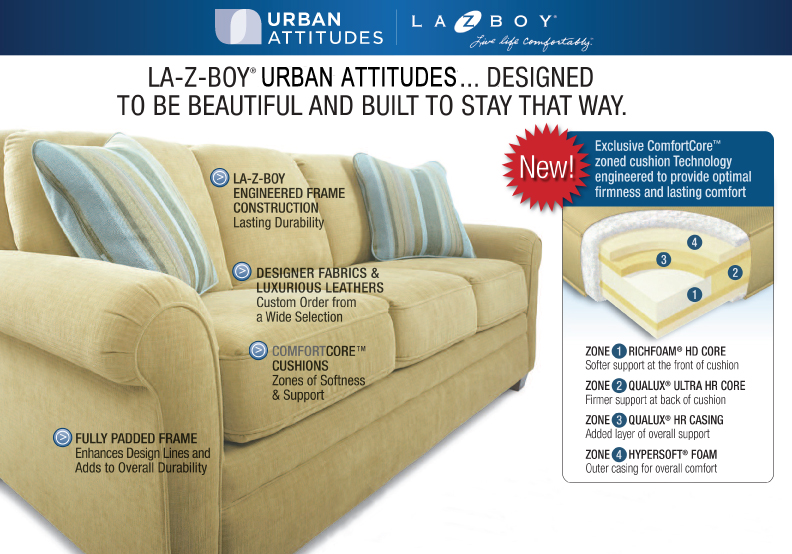 URBAN
ATTITUDES
LA Z BOY®
Live life comfortably.™
LA-Z-BOY® URBAN ATTITUDES... DESIGNED
TO BE BEAUTIFUL AND BUILT TO STAY THAT WAY.
New!
Exclusive ComfortCore™
zoned cushion Technology
engineered to provide optimal
firmness and lasting comfort
LA-Z-BOY
ENGINEERED FRAME
CONSTRUCTION
Lasting Durability
DESIGNER FABRICS &
LUXURIOUS LEATHERS
Custom Order from
a Wide Selection
COMFORTCORE™
CUSHIONS
Zones of Softness
& Support
FULLY PADDED FRAME
Enhances Design Lines and
Adds to Overall Durability
4
3
2
1
ZONE 1 RICHFOAM® HD CORE
Softer support at the front of cushion
ZONE 2 QUALUX® ULTRA HR CORE
Firmer support at back of cushion
ZONE 3 QUALUX® HR CASING
Added layer of overall support
ZONE 4 HYPERSOFT® FOAM
Outer casing for overall comfort